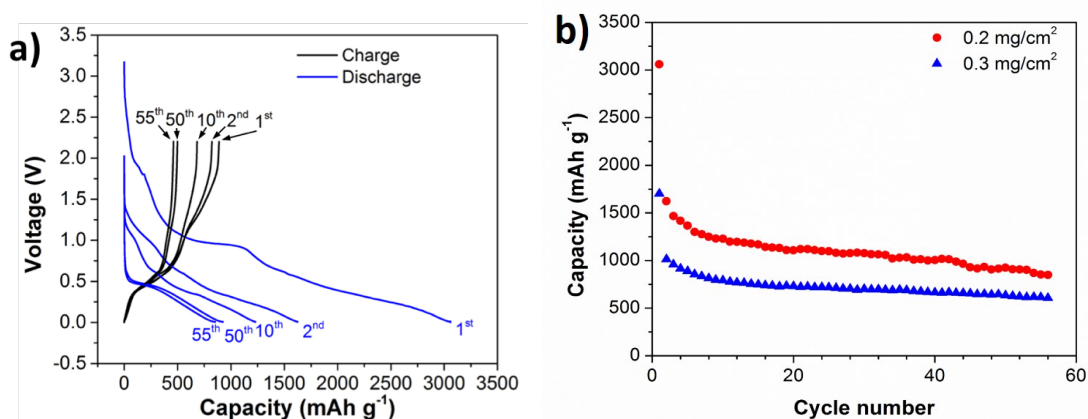 a)
3.5
3.0
2.5
2.0
1.5
1.0
0.5
0.0
-0.5
Voltage (V)
Charge
Discharge
55th 50th 10th 2nd 1st
55th 50th 10th 2nd 1st
0 500 1000 1500 2000 2500 3000 3500
Capacity (mAh g-1)
b)
3500
3000
2500
2000
1500
1000
500
0
Capacity (mAh g-1)
0.2 mg/cm2
0.3 mg/cm2
0 20 40 60
Cycle number